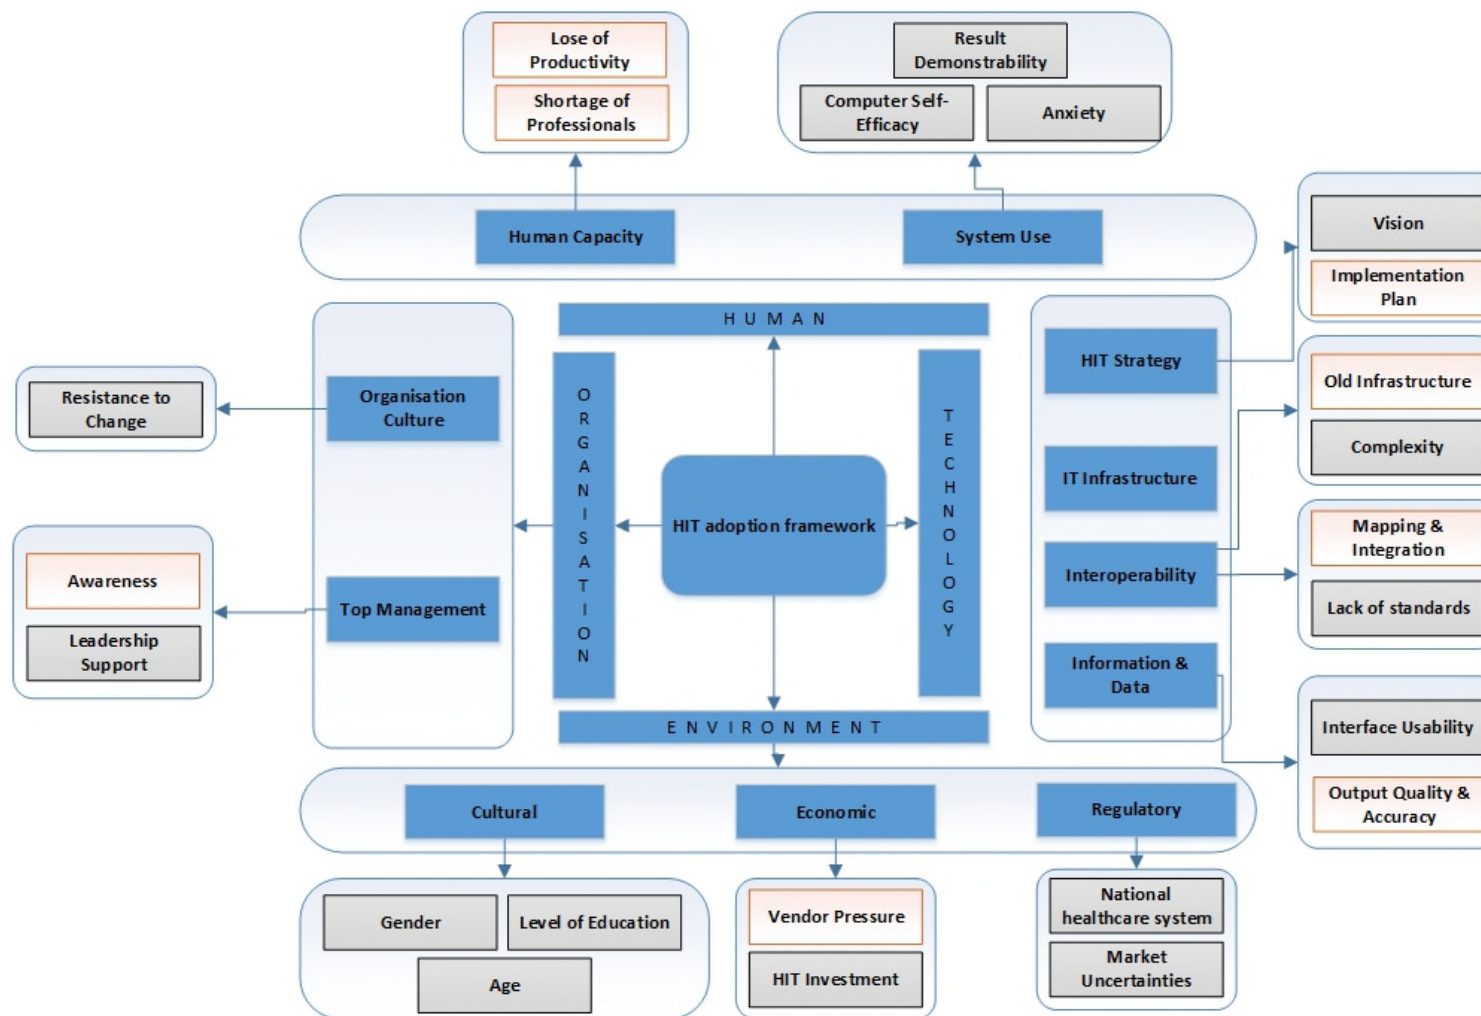 Lose of
Productivity
Shortage of
Professionals
Result
Demonstrability
Computer Self-
Efficacy
Anxiety
Human Capacity
System Use
Vision
Implementation
Plan
HUMAN
HIT Strategy
Old Infrastructure
Complexity
Resistance to
Change
Organisation
Culture
ORGANISATION
TECHNOLOGY
IT Infrastructure
HIT adoption framework
Mapping &
Integration
Interoperability
Lack of standards
Awareness
Leadership
Support
Top Management
Information &
Data
ENVIRONMENT
Interface Usability
Output Quality &
Accuracy
Cultural
Economic
Regulatory
Gender
Level of Education
Age
Vendor Pressure
HIT Investment
National
healthcare system
Market
Uncertainties